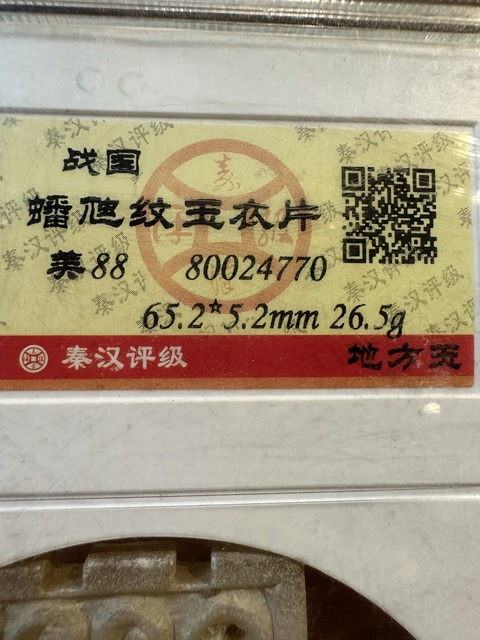 战国
蟠虺纹玉衣片
美88 80024770
65.2*5.2mm 26.5g
秦汉评级 地方玉